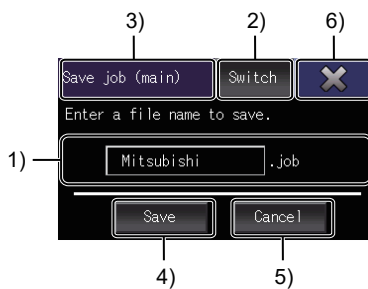 3) 2) 6)
Save job (main) Switch
Enter a file name to save.
1) Mitsubishi .job
Save Cancel
4) 5)